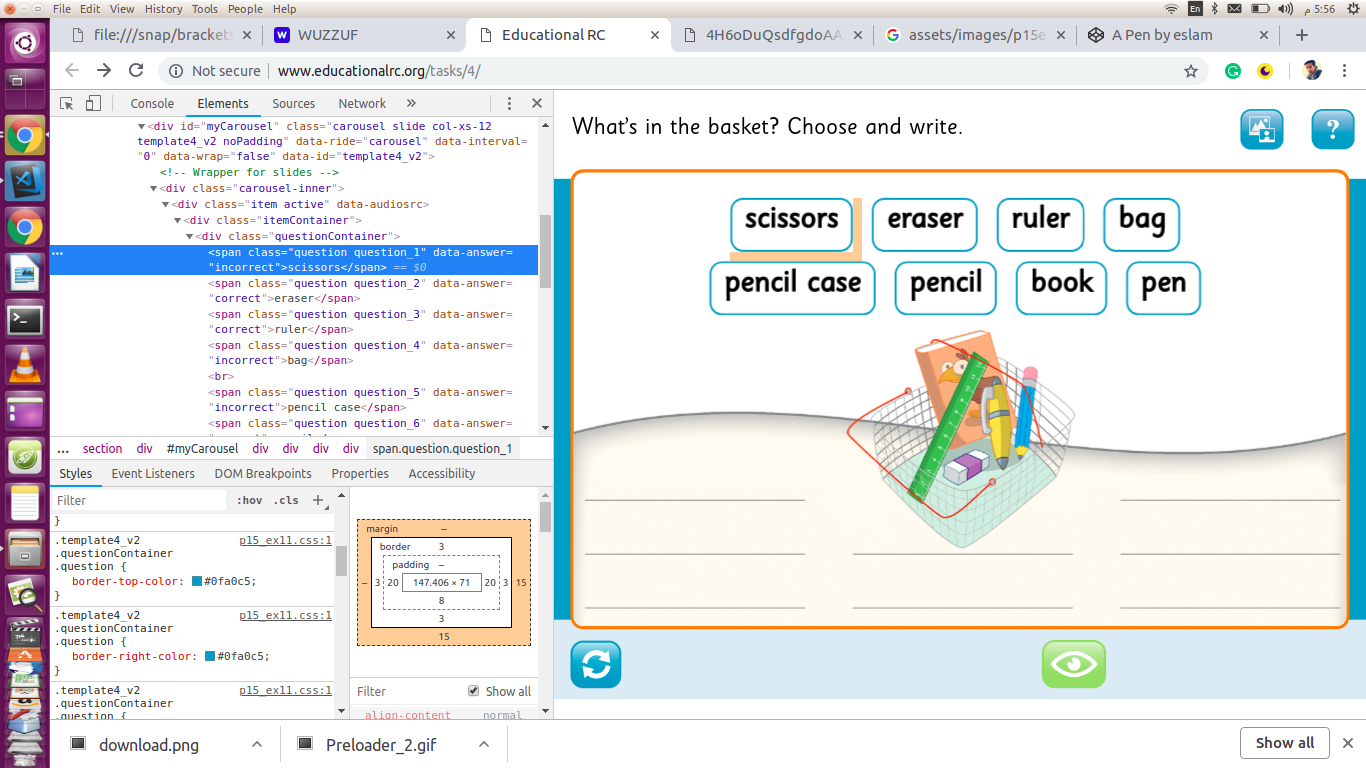 File Edit View History Tools People Help
En
5:56 م
file:///snap/brackets
WUZZUF
Educational RC
4H6oDuQsdfgdoAA
assets/images/p15e
A Pen by eslam
Not secure | www.educationalrc.org/tasks/4/
Console Elements Sources Network »
<div id="myCarousel" class="carousel slide col-xs-12
template4_v2 noPadding" data-ride="carousel" data-interval=
"0" data-wrap="false" data-id="template4_v2">
<!-- Wrapper for slides -->
<div class="carousel-inner">
<div class="item active" data-audiosrc>
<div class="itemContainer">
<div class="questionContainer">
<span class="question question_1" data-answer=
"incorrect">scissors</span> == $0
<span class="question question_2" data-answer=
"correct">eraser</span>
<span class="question question_3" data-answer=
"correct">ruler</span>
<span class="question question_4" data-answer=
"incorrect">bag</span>
<br>
<span class="question question_5" data-answer=
"incorrect">pencil case</span>
<span class="question question_6" data-answer=
... section div #myCarousel div div div div span.question.question_1
Styles Event Listeners DOM Breakpoints Properties Accessibility
Filter :hov .cls +
}
.template4_v2 p15_ex11.css:1
.questionContainer
.question {
border-top-color: #0fa0c5;
}
.template4_v2 p15_ex11.css:1
.questionContainer
.question {
border-right-color: #0fa0c5;
}
.template4_v2 p15_ex11.css:1
.questionContainer
.question {
margin –
border 3
padding –
– 3 20 147.406 × 71 20 3 15
8
3
15
Filter Show all
align-content normal
What's in the basket? Choose and write.
?
scissors eraser ruler bag
pencil case pencil book pen
download.png
Preloader_2.gif
Show all